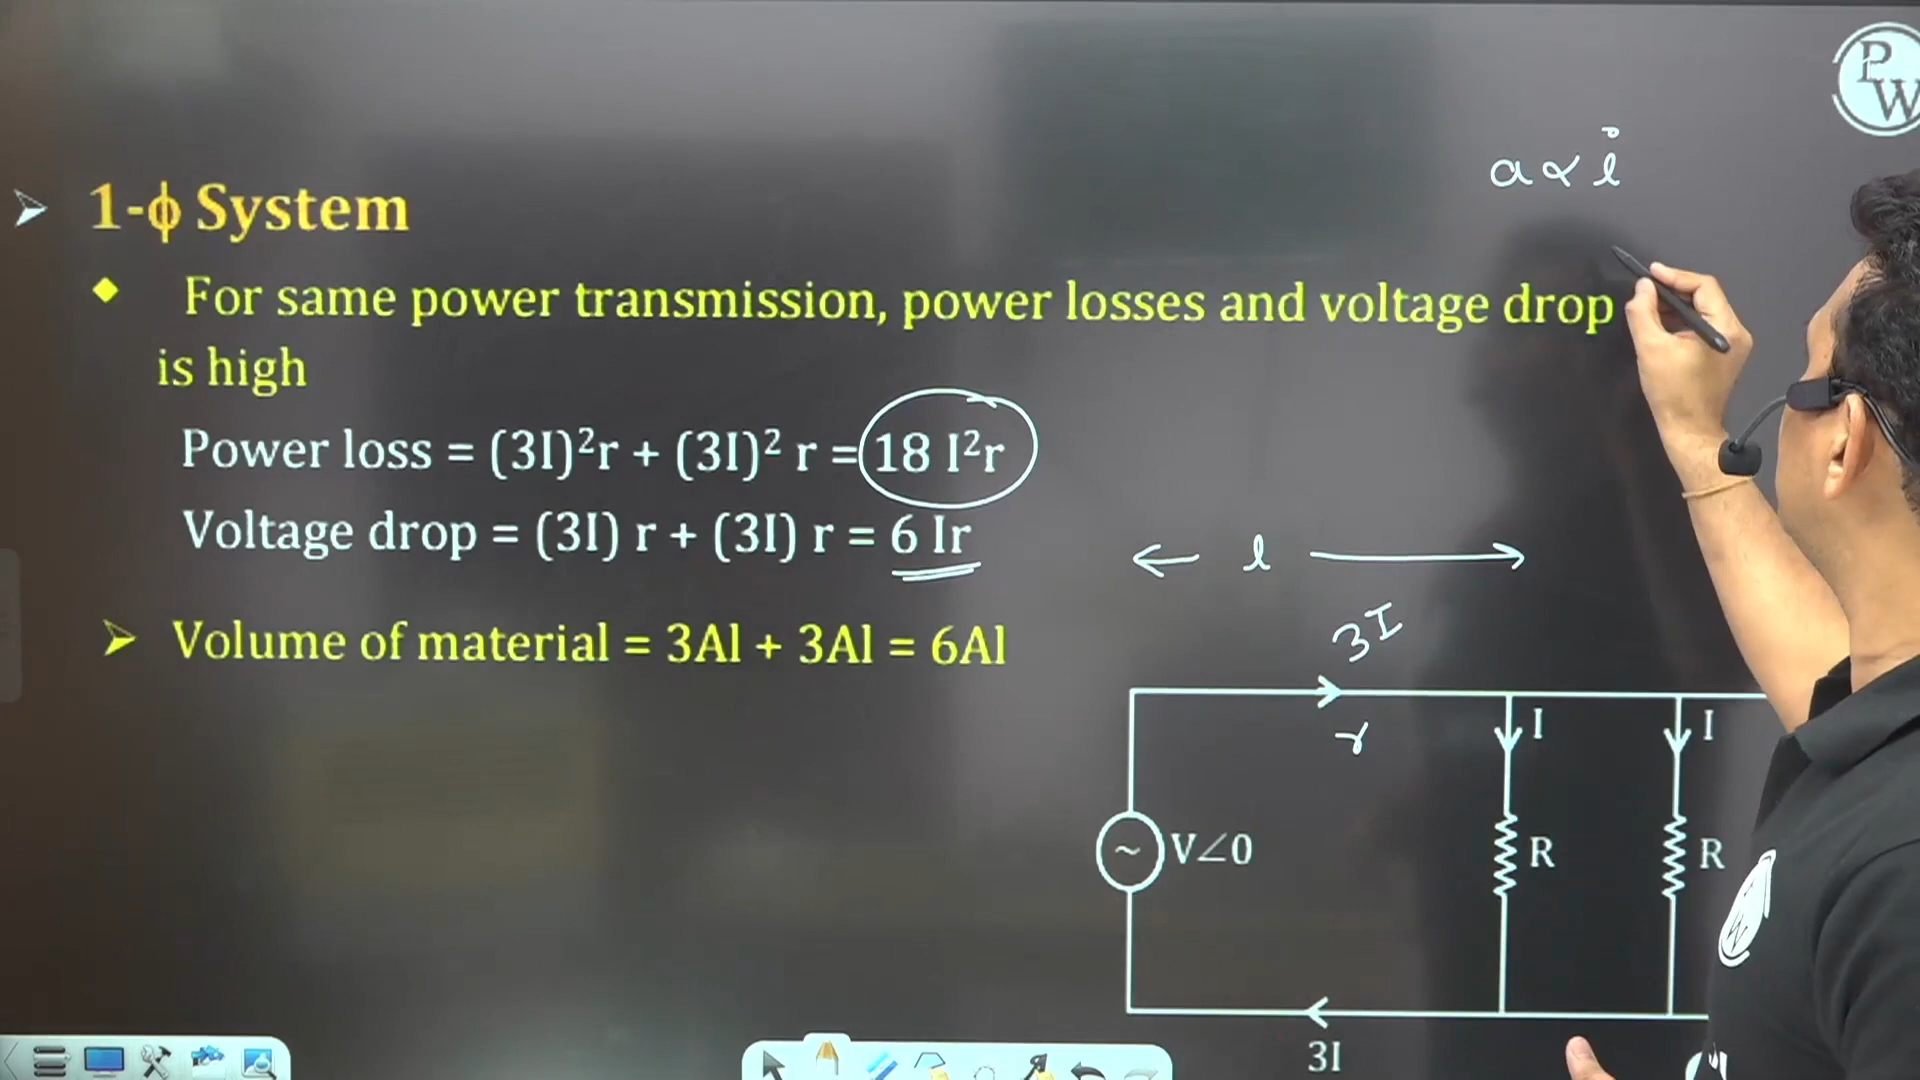 P
W
a ∝ i
➢ 1-ϕ System
◆ For same power transmission, power losses and voltage drop
is high
Power loss = (3I)²r + (3I)² r = 18 I²r
Voltage drop = (3I) r + (3I) r = 6 Ir
← l →
➢ Volume of material = 3Al + 3Al = 6Al
3I
r
I
I
~
V∠0
R
R
3I